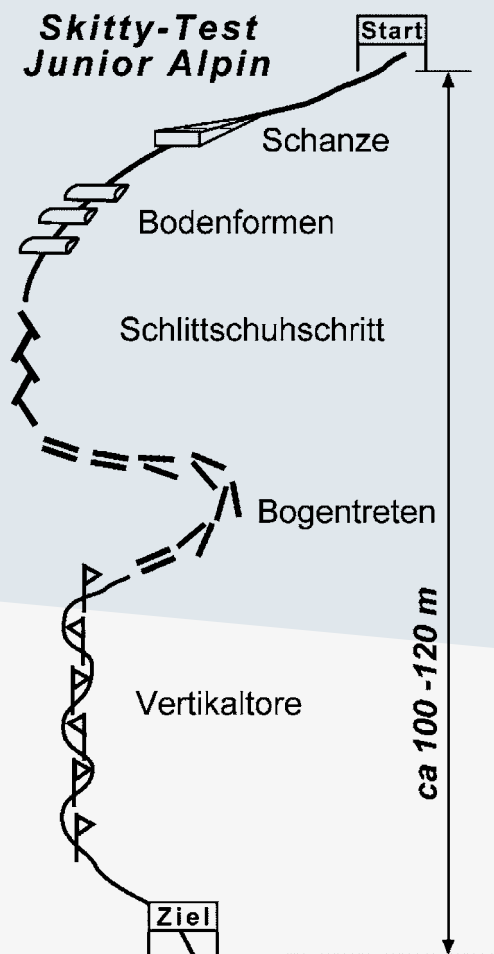 Skitty-Test
Junior Alpin
Start
Schanze
Bodenformen
Schlittschuhschritt
Bogentreten
Vertikaltore
ca 100 -120 m
Ziel